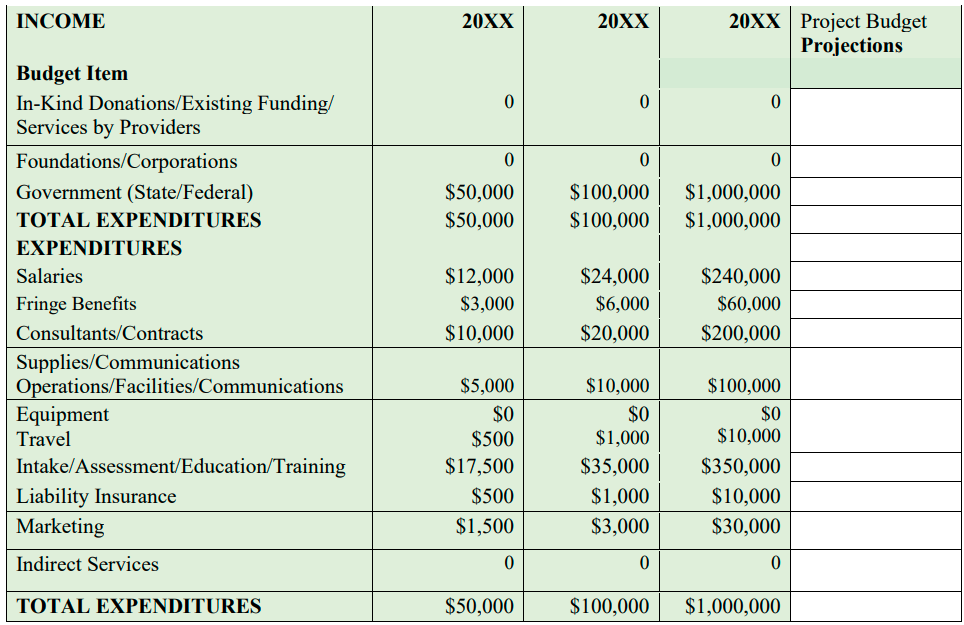 INCOME 20XX 20XX 20XX Project Budget
Projections
Budget Item
In-Kind Donations/Existing Funding/ 0 0 0
Services by Providers
Foundations/Corporations 0 0 0
Government (State/Federal) $50,000 $100,000 $1,000,000
TOTAL EXPENDITURES $50,000 $100,000 $1,000,000
EXPENDITURES
Salaries $12,000 $24,000 $240,000
Fringe Benefits $3,000 $6,000 $60,000
Consultants/Contracts $10,000 $20,000 $200,000
Supplies/Communications
Operations/Facilities/Communications $5,000 $10,000 $100,000
Equipment $0 $0 $0
Travel $500 $1,000 $10,000
Intake/Assessment/Education/Training $17,500 $35,000 $350,000
Liability Insurance $500 $1,000 $10,000
Marketing $1,500 $3,000 $30,000
Indirect Services 0 0 0
TOTAL EXPENDITURES $50,000 $100,000 $1,000,000